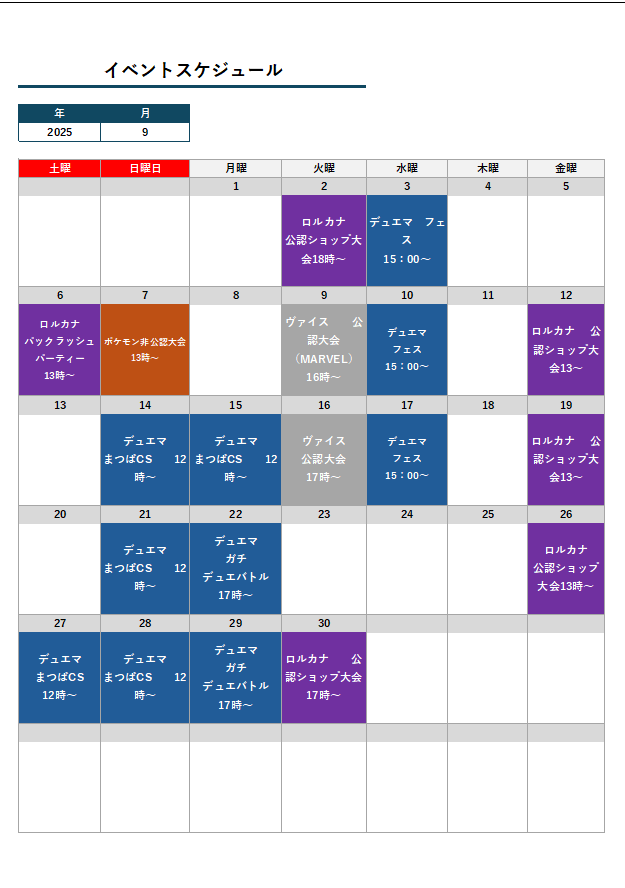 イベントスケジュール
年 月
2025 9
土曜 日曜日 月曜 火曜 水曜 木曜 金曜
1 2 3 4 5
ロルカナ
公認ショップ大
会18時～
デュエマ　フェ
ス
15：00～
6 7 8 9 10 11 12
ロルカナ
バックラッシュ
パーティー
13時～
ポケモン非公認大会
13時～
ヴァイス　　公
認大会
（MARVEL）
16時～
デュエマ
フェス
15：00～
ロルカナ　公
認ショップ大
会13～
13 14 15 16 17 18 19
デュエマ
まつばCS　　12
時～
デュエマ
まつばCS　　12
時～
ヴァイス
公認大会
17時～
デュエマ
フェス
15：00～
ロルカナ　公
認ショップ大
会13～
20 21 22 23 24 25 26
デュエマ
まつばCS　　12
時～
デュエマ
ガチ
デュエバトル
17時～
ロルカナ
公認ショップ
大会13時～
27 28 29 30
デュエマ
まつばCS
12時～
デュエマ
まつばCS　　12
時～
デュエマ
ガチ
デュエバトル
17時～
ロルカナ　　公
認ショップ大会
17時～